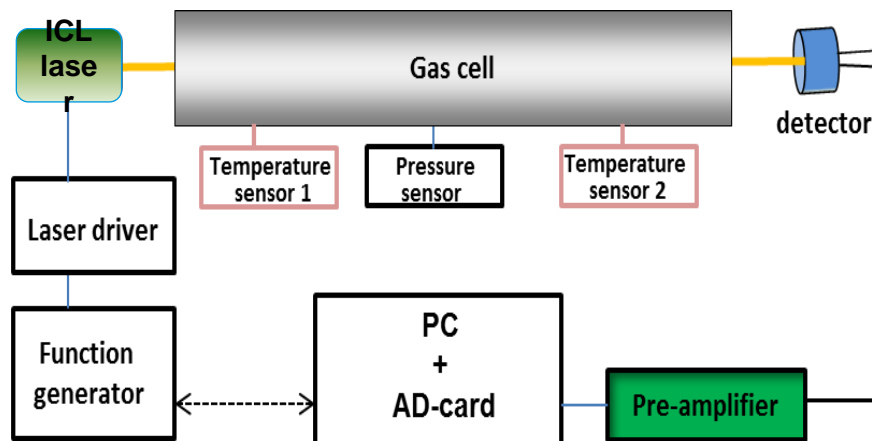 ICL
lase
r
Gas cell
detector
Temperature
sensor 1
Pressure
sensor
Temperature
sensor 2
Laser driver
Function
generator
PC
+
AD-card
Pre-amplifier